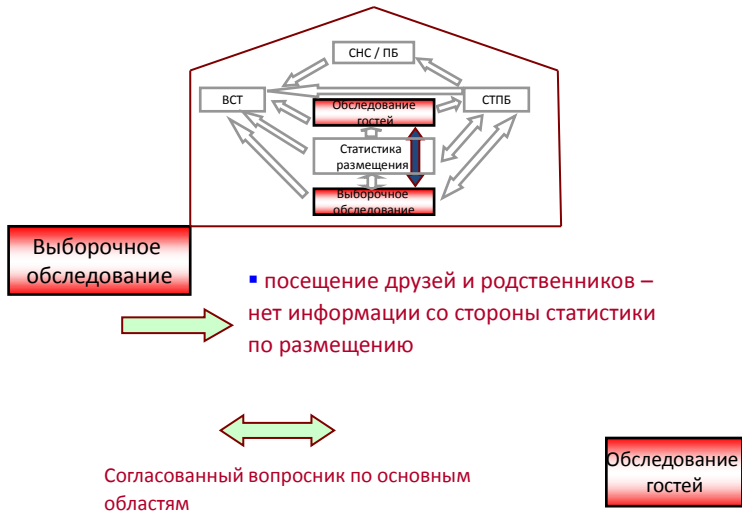 СНС / ПБ
ВСТ
СТПБ
Обследование
гостей
Статистика
размещения
Выборочное
обследование
Выборочное
обследование
посещение друзей и родственников –
нет информации со стороны статистики
по размещению
Согласованный вопросник по основным
областям
Обследование
гостей